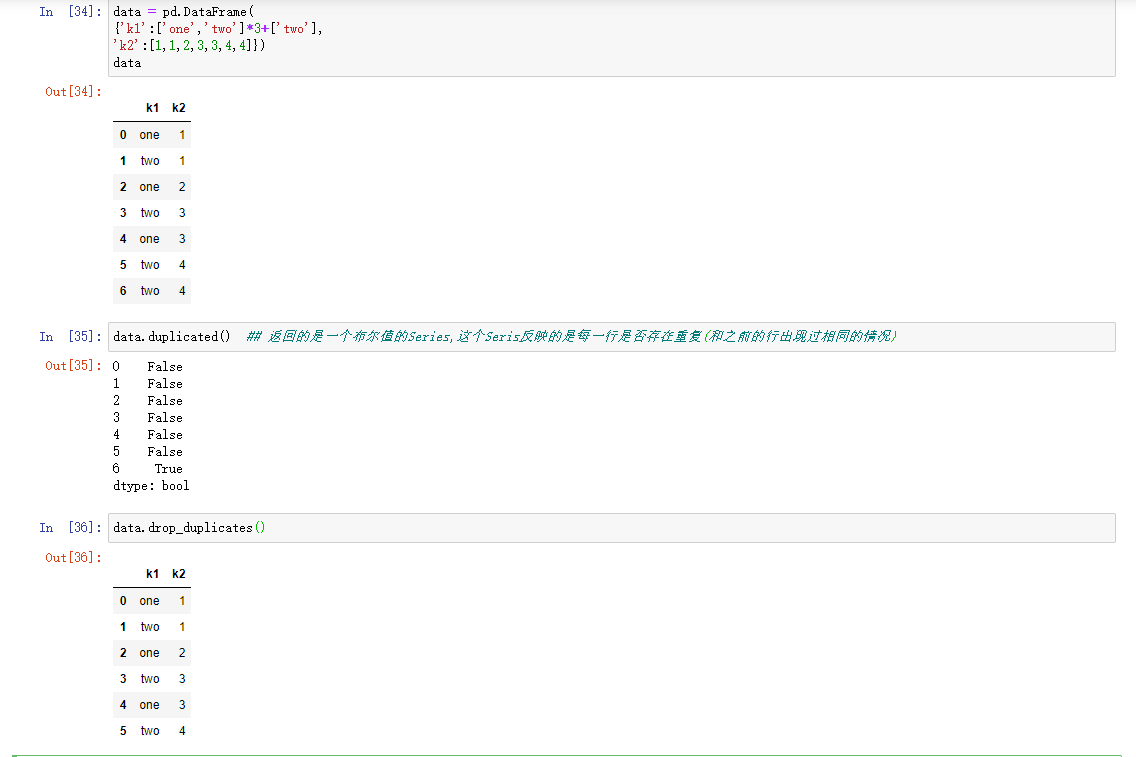 In [34]: data = pd.DataFrame(
{'k1':['one','two']*3+['two'],
'k2':[1,1,2,3,3,4,4]})
data
Out[34]:
k1 k2
0 one 1
1 two 1
2 one 2
3 two 3
4 one 3
5 two 4
6 two 4
In [35]: data.duplicated() ## 返回的是一个布尔值的Series,这个Seris反映的是每一行是否存在重复(和之前的行出现过相同的情况)
Out[35]: 0 False
1 False
2 False
3 False
4 False
5 False
6 True
dtype: bool
In [36]: data.drop_duplicates()
Out[36]:
k1 k2
0 one 1
1 two 1
2 one 2
3 two 3
4 one 3
5 two 4